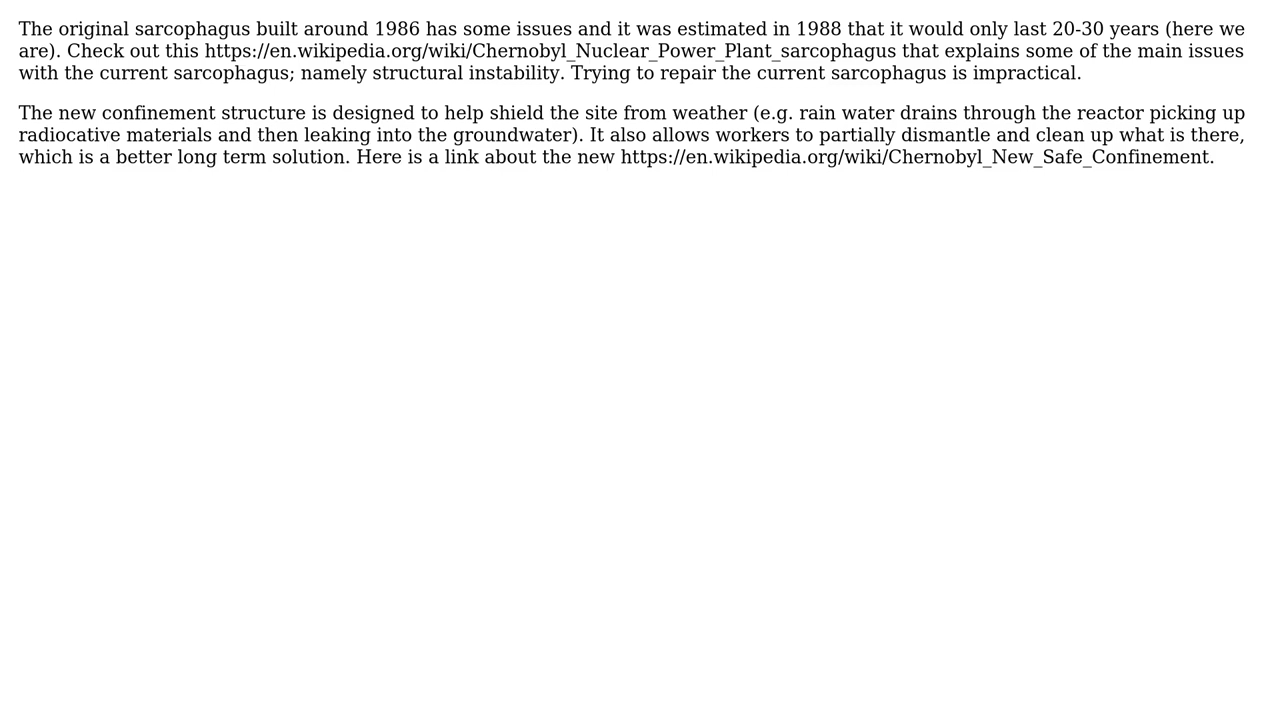 The original sarcophagus built around 1986 has some issues and it was estimated in 1988 that it would only last 20-30 years (here we
are). Check out this https://en.wikipedia.org/wiki/Chernobyl_Nuclear_Power_Plant_sarcophagus that explains some of the main issues
with the current sarcophagus; namely structural instability. Trying to repair the current sarcophagus is impractical.
The new confinement structure is designed to help shield the site from weather (e.g. rain water drains through the reactor picking up
radiocative materials and then leaking into the groundwater). It also allows workers to partially dismantle and clean up what is there,
which is a better long term solution. Here is a link about the new https://en.wikipedia.org/wiki/Chernobyl_New_Safe_Confinement.